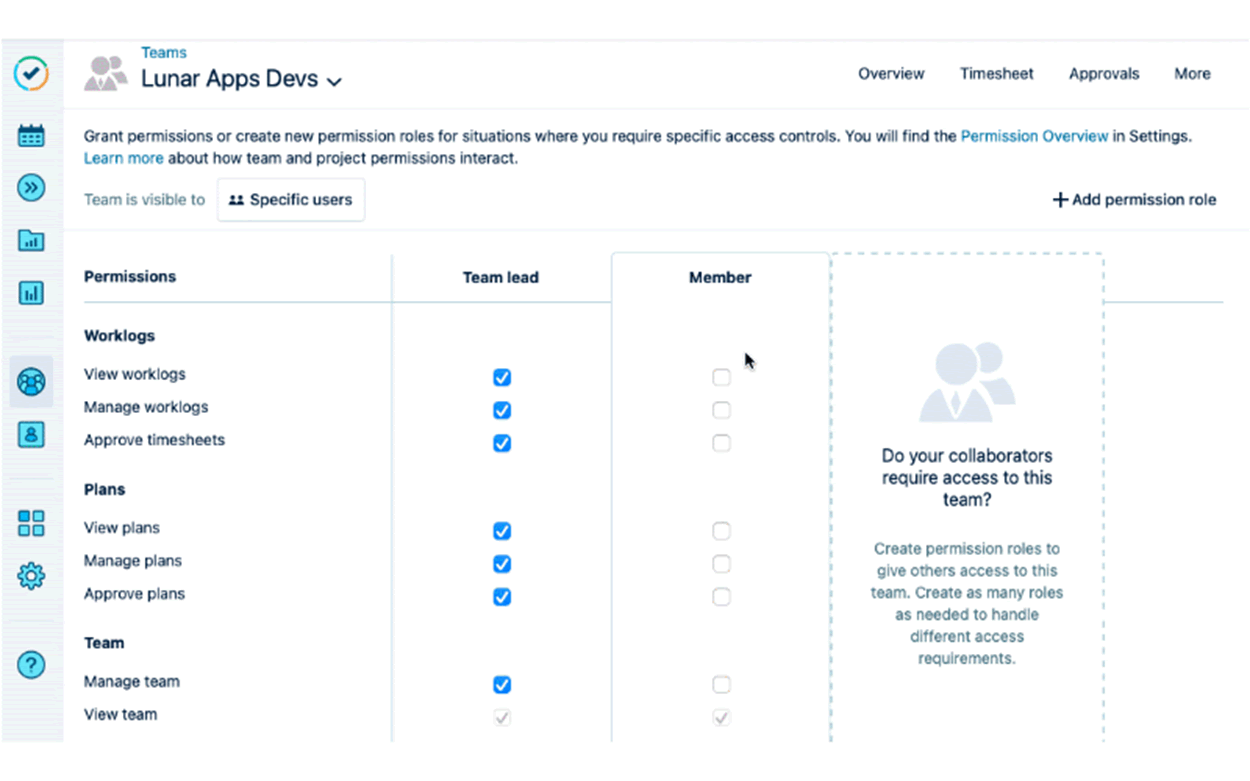 Teams
Lunar Apps Devs
Overview Timesheet Approvals More
Grant permissions or create new permission roles for situations where you require specific access controls. You will find the Permission Overview in Settings.
Learn more about how team and project permissions interact.
Team is visible to Specific users + Add permission role
Permissions Team lead Member
Worklogs
View worklogs
Manage worklogs
Approve timesheets
Plans
View plans
Manage plans
Approve plans
Team
Manage team
View team
Do your collaborators
require access to this
team?
Create permission roles to
give others access to this
team. Create as many roles
as needed to handle
different access
requirements.
?